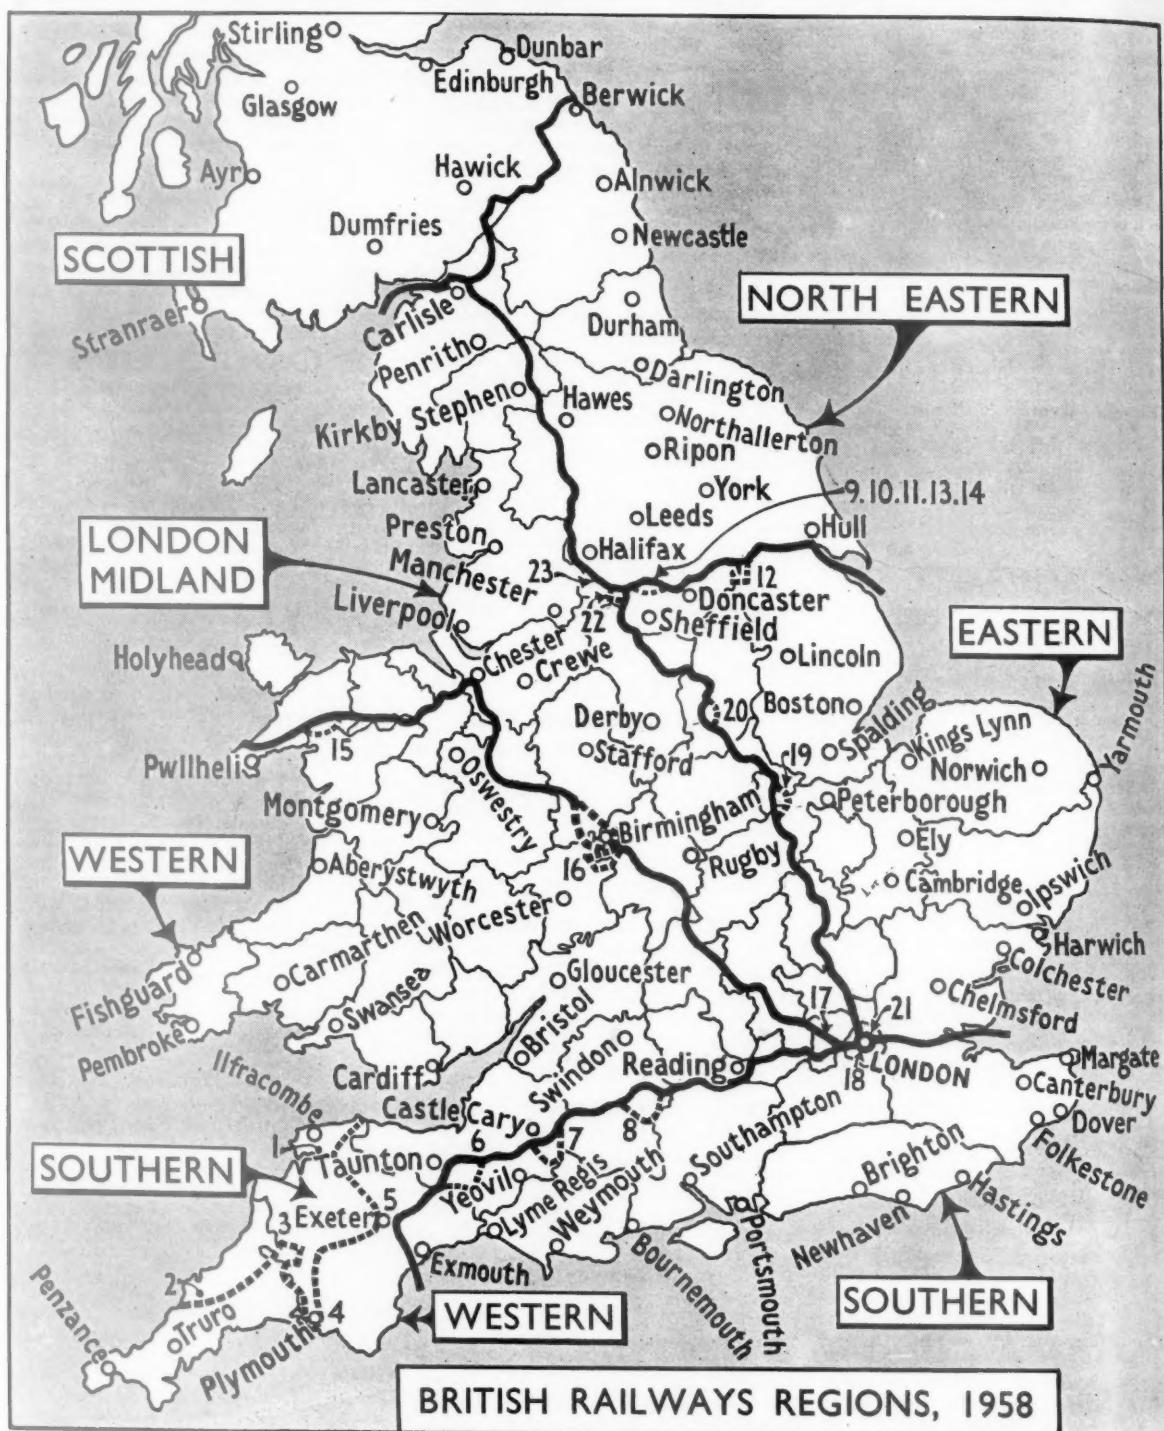 Stirling
Dunbar
Edinburgh
Glasgow
Berwick
Ayr
Hawick
Alnwick
Dumfries
Newcastle
SCOTTISH
Stranraer
Carlisle
Durham
NORTH EASTERN
Penrith
Darlington
Kirkby Stephen
Hawes
Northallerton
Ripon
Lancaster
York
9.10.11.13.14
Leeds
Hull
Preston
Halifax
LONDON
MIDLAND
Manchester
23
12
Doncaster
Liverpool
22
Sheffield
EASTERN
Holyhead
Chester
Crewe
Lincoln
Derby
20
Boston
Spalding
Kings Lynn
Yarmouth
15
Stafford
19
Norwich
Pwllheli
Oswestry
Montgomery
Birmingham
Peterborough
Ely
WESTERN
Aberystwyth
16
Rugby
Cambridge
Ipswich
Worcester
Harwich
Carmarthen
Gloucester
Colchester
Fishguard
Swansea
Chelmsford
Pembroke
Bristol
17
21
Ilfracombe
Cardiff
Swindon
Reading
18
LONDON
Margate
Canterbury
Castle Cary
Dover
Folkestone
1
6
7
8
Southampton
SOUTHERN
Taunton
Yeovil
Brighton
Hastings
5
Lyme Regis
Weymouth
Exeter
3
Newhaven
Portsmouth
Exmouth
Bournemouth
Penzance
2
Truro
4
Plymouth
WESTERN
SOUTHERN
BRITISH RAILWAYS REGIONS, 1958